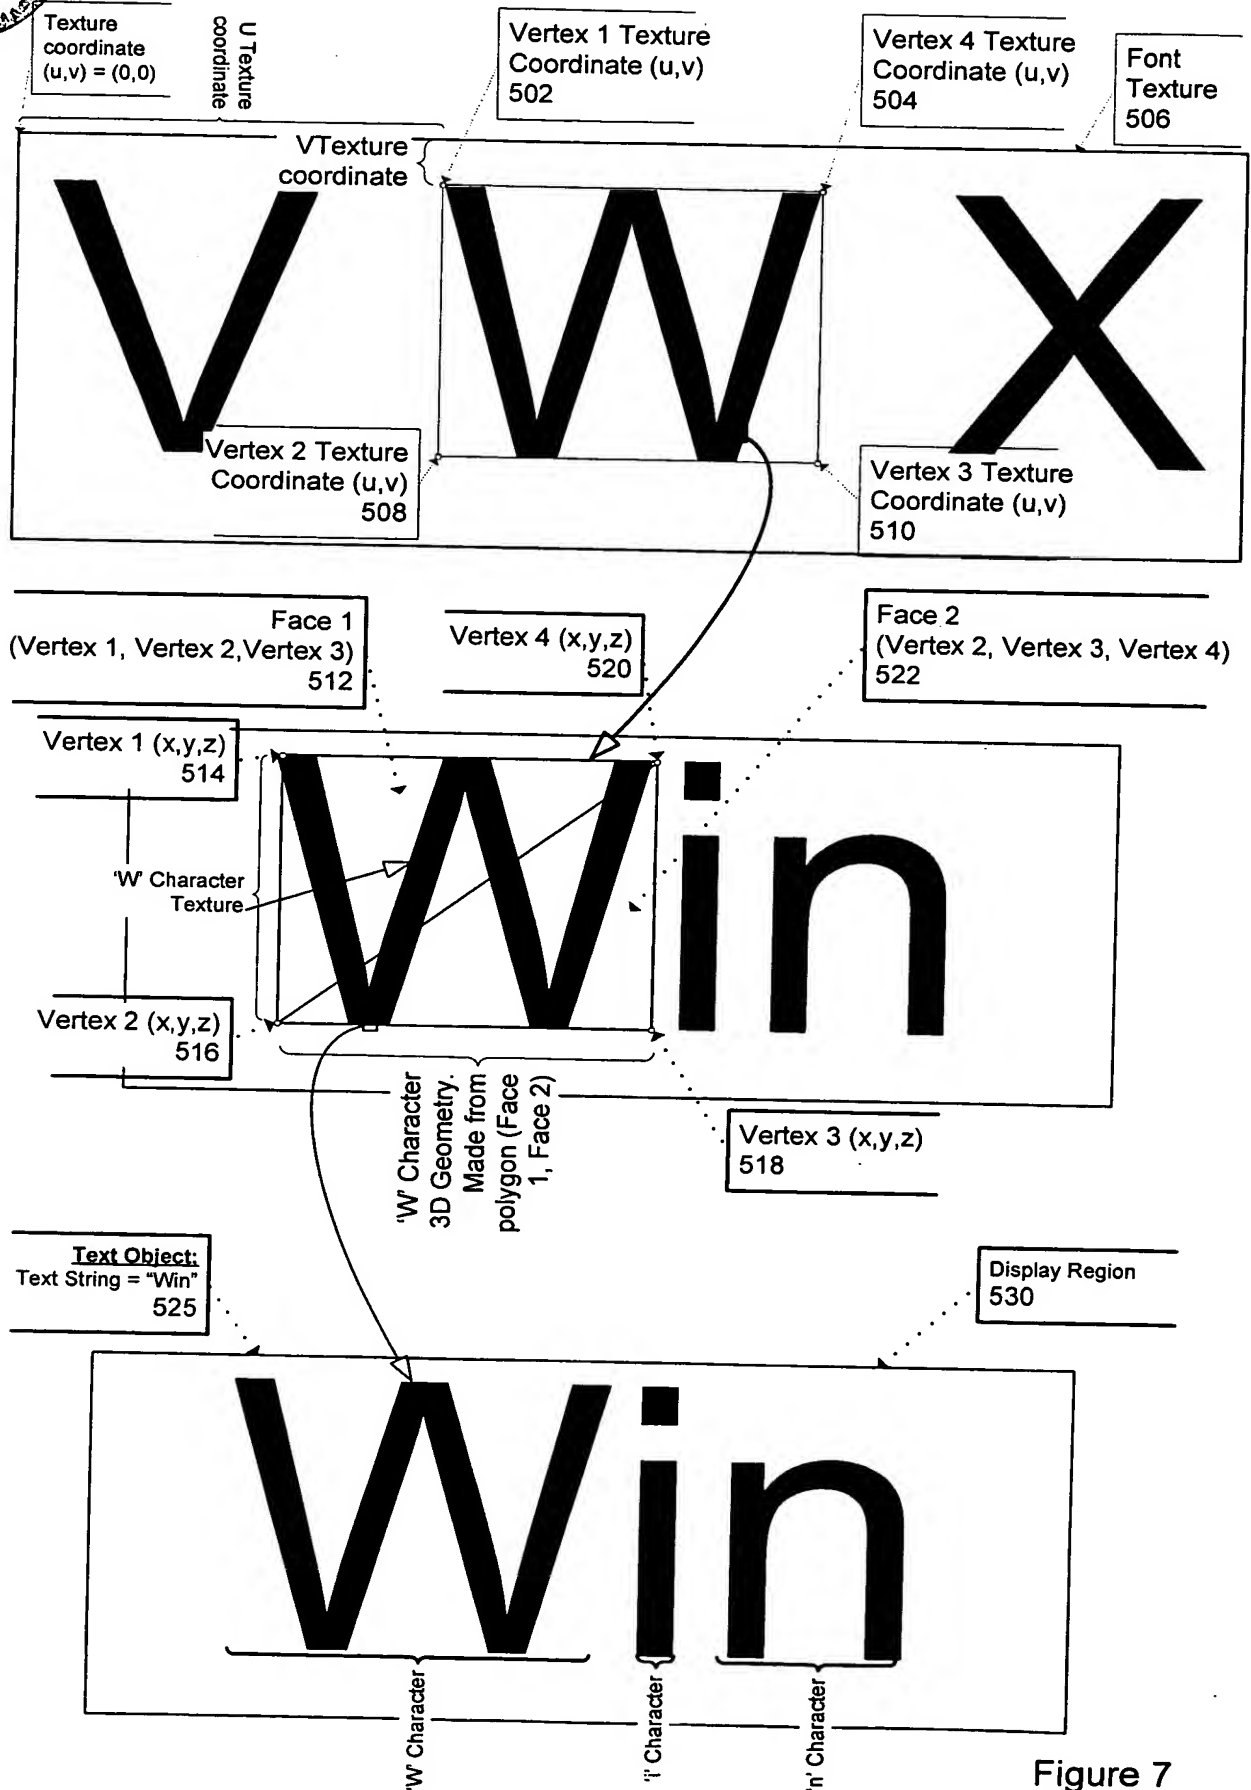 Texture
coordinate
(u,v) = (0,0)
U Texture
coordinate
Vertex 1 Texture
Coordinate (u,v)
502
Vertex 4 Texture
Coordinate (u,v)
504
Font
Texture
506
VTexture
coordinate
V W X
Vertex 2 Texture
Coordinate (u,v)
508
Vertex 3 Texture
Coordinate (u,v)
510
Face 1
(Vertex 1, Vertex 2,Vertex 3)
512
Vertex 4 (x,y,z)
520
Face 2
(Vertex 2, Vertex 3, Vertex 4)
522
Vertex 1 (x,y,z)
514
Win
'W' Character
Texture
Vertex 2 (x,y,z)
516
'W' Character
3D Geometry.
Made from
polygon (Face
1, Face 2)
Vertex 3 (x,y,z)
518
Text Object:
Text String = "Win"
525
Display Region
530
Win
'W' Character
'i' Character
'n' Character
Figure 7